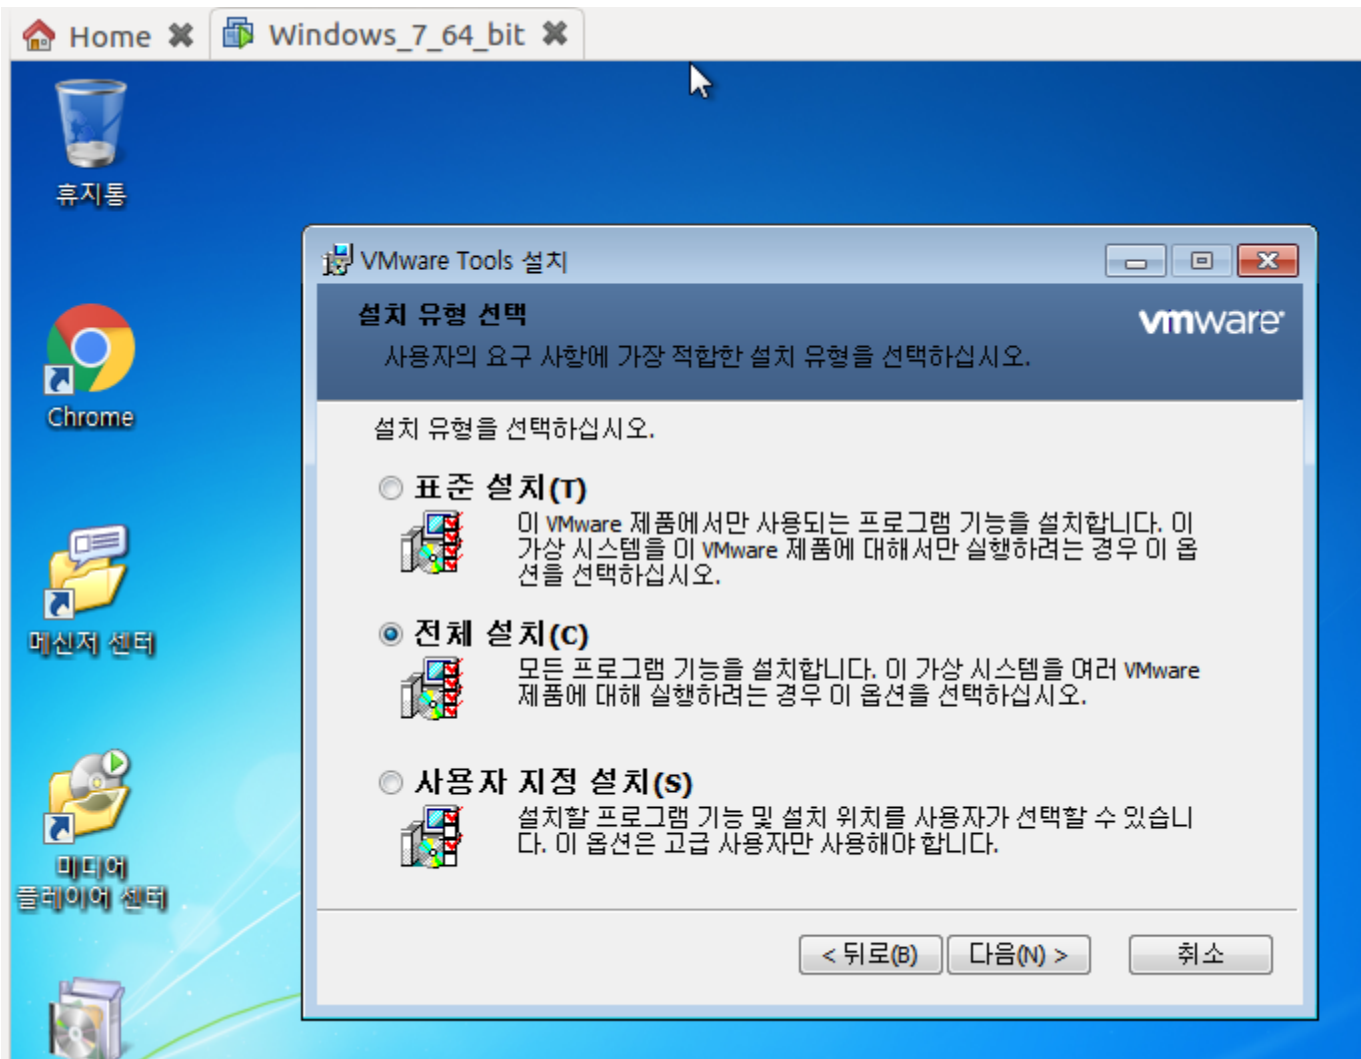 Home
Windows_7_64_bit
휴지통
Chrome
메신저 센터
미디어
플레이어 센터
VMware Tools 설치
설치 유형 선택
vmware
사용자의 요구 사항에 가장 적합한 설치 유형을 선택하십시오.
설치 유형을 선택하십시오.
표준 설치(T)
이 VMware 제품에서만 사용되는 프로그램 기능을 설치합니다. 이
가상 시스템을 이 VMware 제품에 대해서만 실행하려는 경우 이 옵
션을 선택하십시오.
전체 설치(C)
모든 프로그램 기능을 설치합니다. 이 가상 시스템을 여러 VMware
제품에 대해 실행하려는 경우 이 옵션을 선택하십시오.
사용자 지정 설치(S)
설치할 프로그램 기능 및 설치 위치를 사용자가 선택할 수 있습니
다. 이 옵션은 고급 사용자만 사용해야 합니다.
< 뒤로(B)
다음(N) >
취소